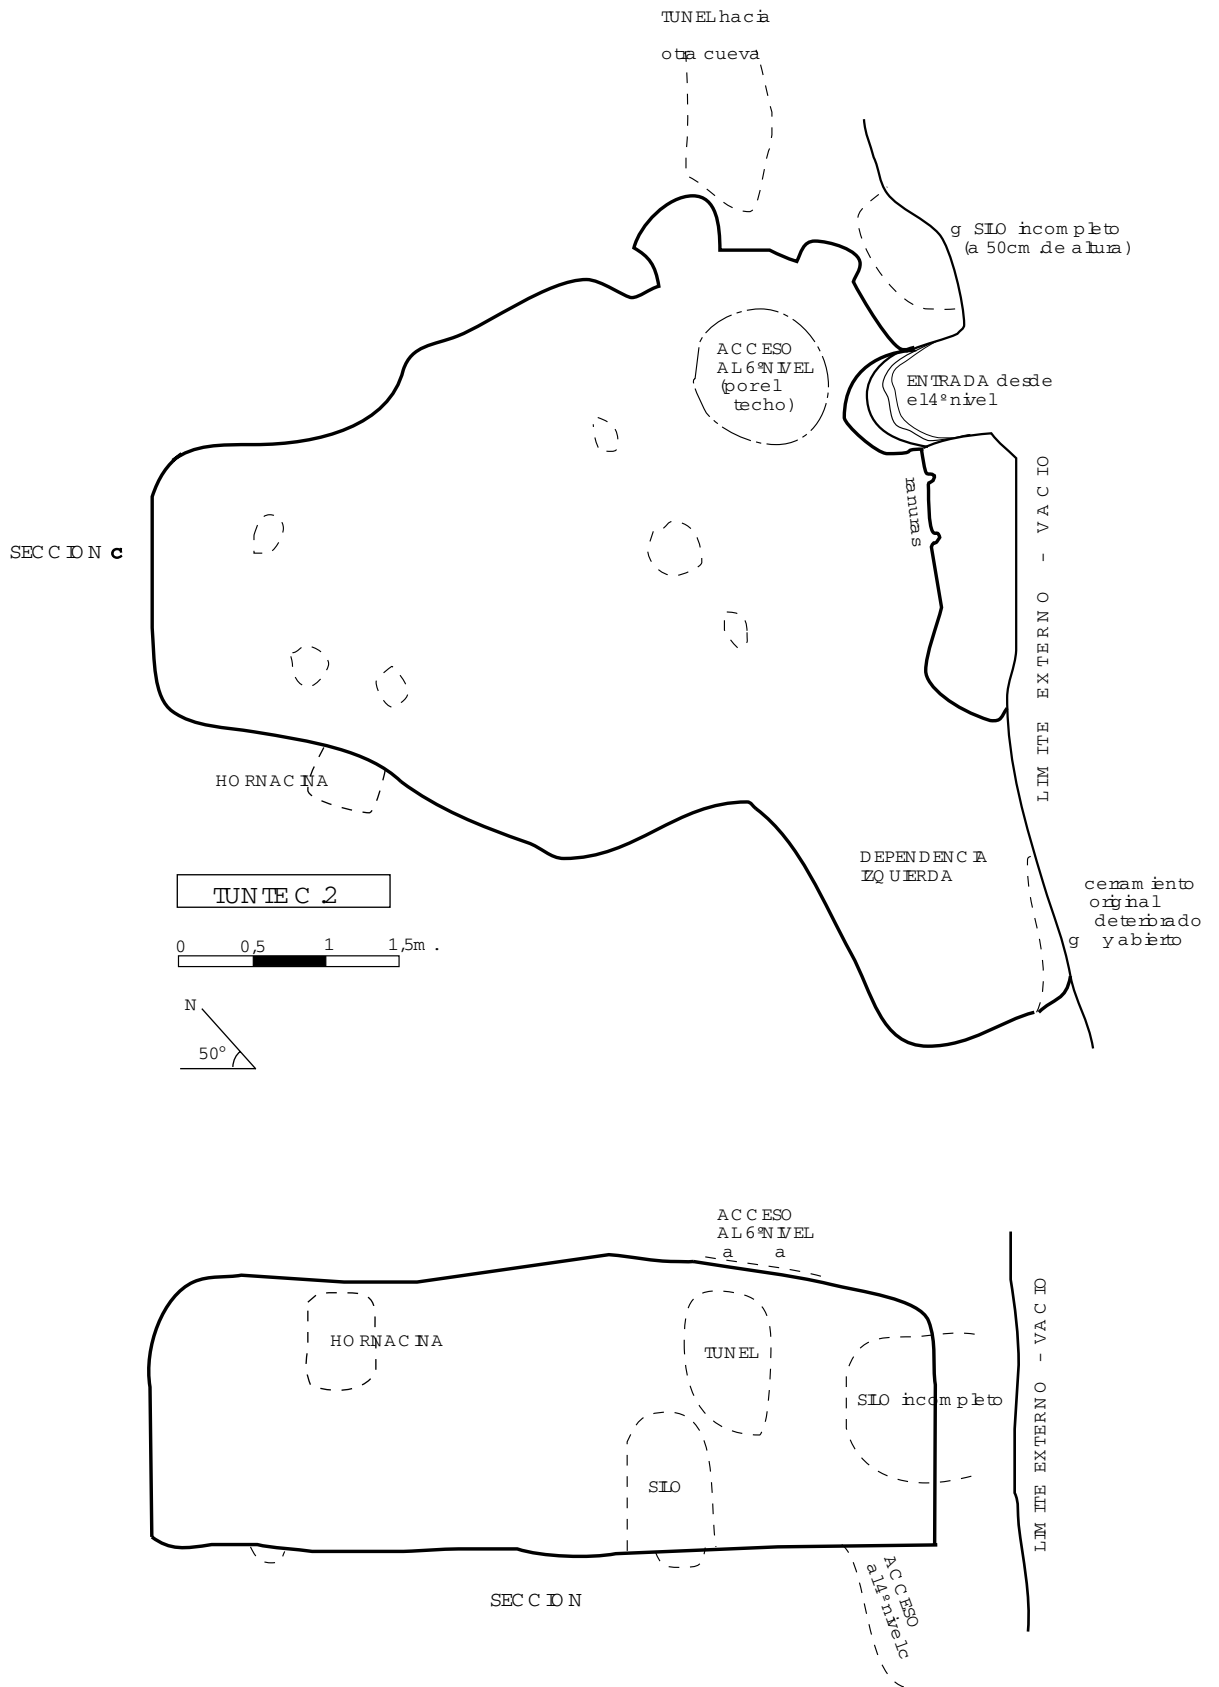 TUNEL hacia
otra cueva
g SILO incompleto
(a 50cm. de altura)
ACCESO
AL 6º NIVEL
(por el
techo)
ENTRADA desde
el 4º nivel
ranuras
LIMITE EXTERNO - VACIO
SECCION c
HORNACINA
DEPENDENCIA
IZQUIERDA
cerramiento
original
deteriorado
g y abierto
TUNTE C.2
0 0,5 1 1,5m.
N
50º
ACCESO
AL 6º NIVEL
a a
HORNACINA
TUNEL
SILO incompleto
SILO
LIMITE EXTERNO - VACIO
ACCESO
al 4º nivel c
SECCION